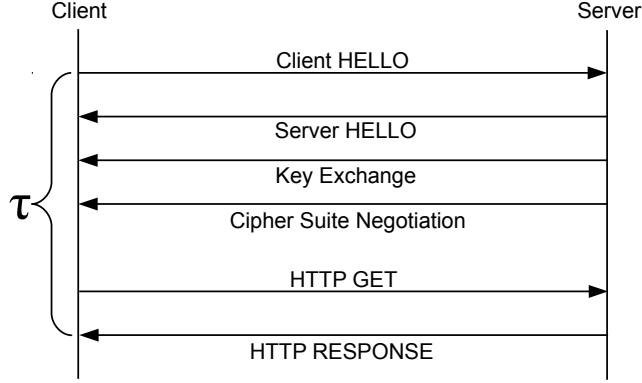 Client
Server
Client HELLO
Server HELLO
Key Exchange
τ
Cipher Suite Negotiation
HTTP GET
HTTP RESPONSE